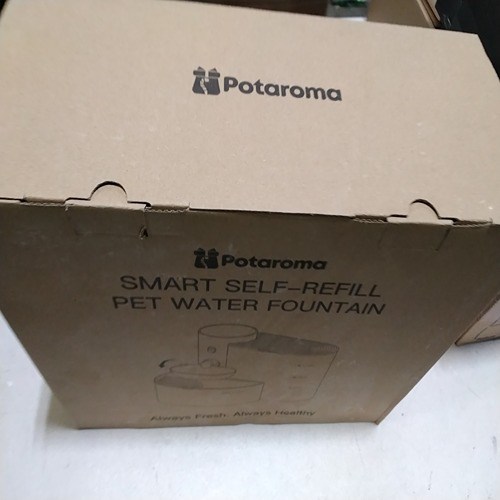 Potaroma
Potaroma
SMART SELF-REFILL
PET WATER FOUNTAIN
Always Fresh. Always Healthy